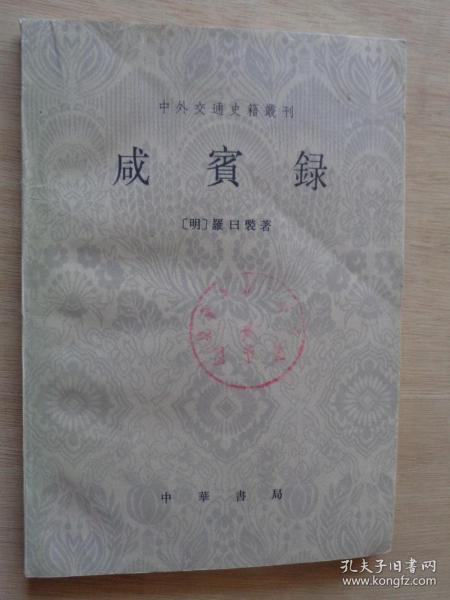 中外交通史籍叢刊
咸賓録
〔明〕羅曰褧著
中華書局
孔夫子旧书网
www.kongfz.com